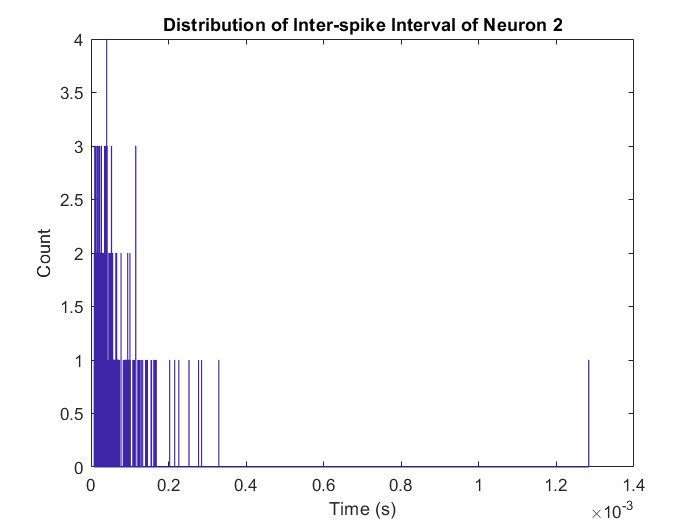 Distribution of Inter-spike Interval of Neuron 2
4
3.5
3
2.5
2
1.5
1
0.5
0
Count
0 0.2 0.4 0.6 0.8 1 1.2 1.4
Time (s)
×10⁻³